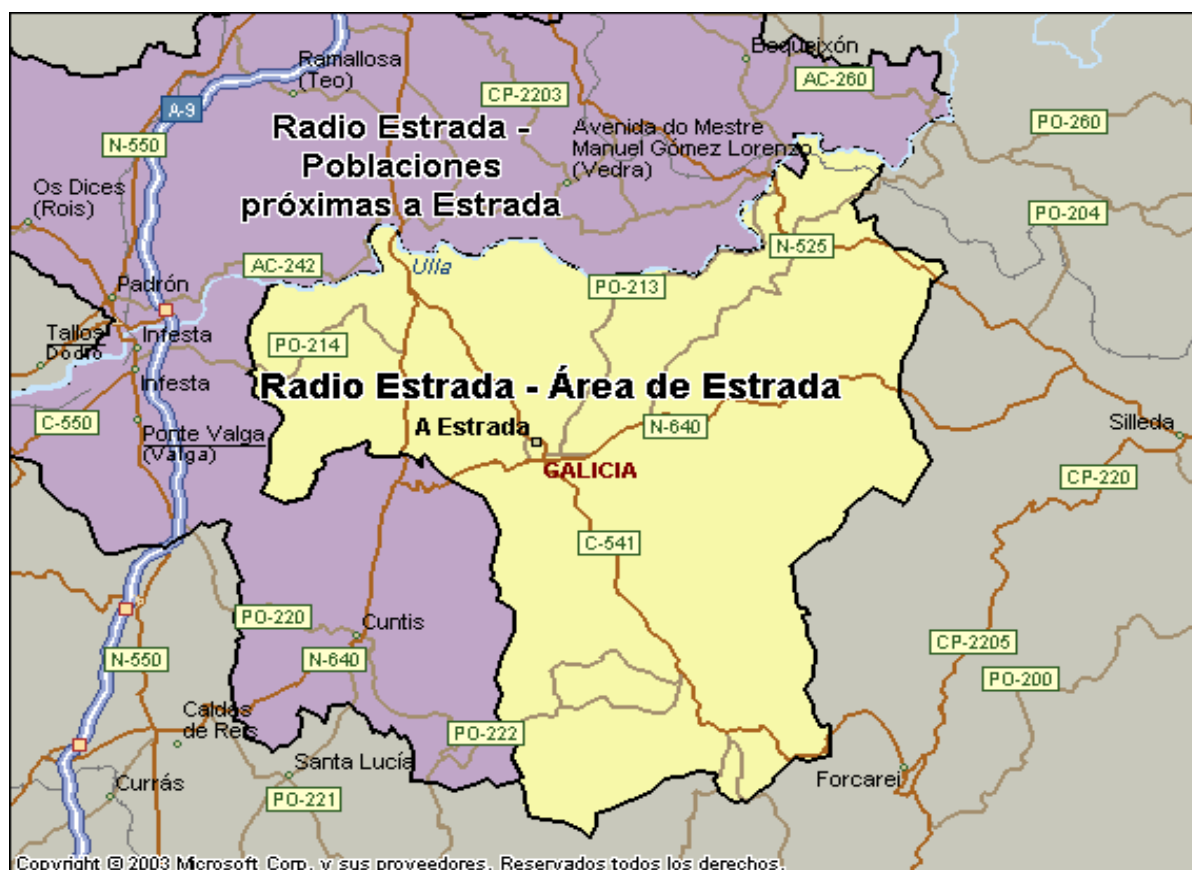 Ramallosa
(Teo)
Boqueixón
AC-260
A-9
CP-2203
PO-260
N-550
Radio Estrada -
Poblaciones
próximas a Estrada
Avenida do Mestre
Manuel Gómez Lorenzo
(Vedra)
Os Dices
(Rois)
PO-204
N-525
AC-242
Ulla
PO-213
Padrón
Tallos
Dodro
Infesta
PO-214
Infesta
Radio Estrada - Área de Estrada
C-550
Ponte Valga
(Valga)
A Estrada
N-640
Silleda
GALICIA
CP-220
C-541
PO-220
Cuntis
CP-2205
N-550
N-640
PO-200
Caldas
de Reis
PO-222
Santa Lucía
Forcarei
Currás
PO-221
Copyright © 2003 Microsoft Corp. y sus proveedores. Reservados todos los derechos.